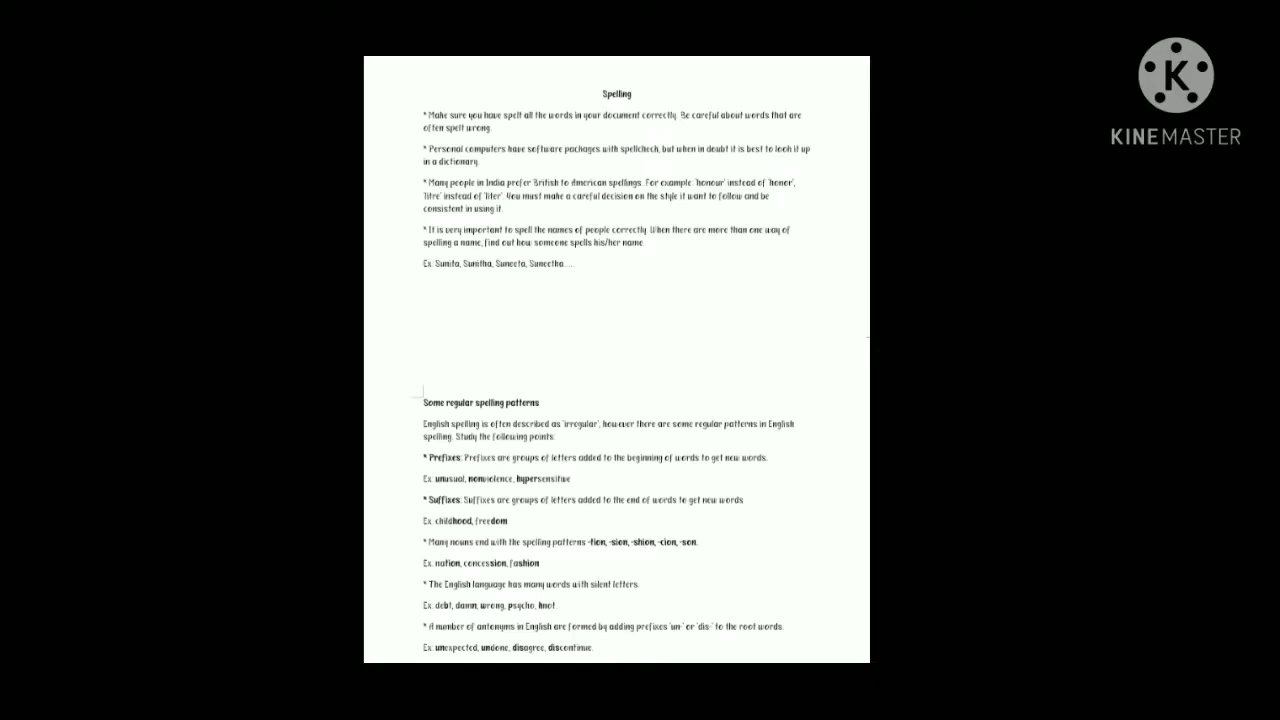 Spelling
* Make sure you have spelt all the words in your document correctly. Be careful about words that are
often spelt wrong.
* Personal computers have software packages with spellcheck, but when in doubt it is best to look it up
in a dictionary.
* Many people in India prefer British to American spellings. For example: 'honour' instead of 'honor',
'litre' instead of 'liter'. You must make a careful decision on the style it want to follow and be
consistent in using it.
* It is very important to spell the names of people correctly. When there are more than one way of
spelling a name, find out how someone spells his/her name.
Ex: Sunita, Sunitha, Suneeta, Suneetha.....
Some regular spelling patterns
English spelling is often described as 'irregular', however there are some regular patterns in English
spelling. Study the following points:
* Prefixes: Prefixes are groups of letters added to the beginning of words to get new words.
Ex: unusual, nonviolence, hypersensitive
* Suffixes: Suffixes are groups of letters added to the end of words to get new words
Ex: childhood, freedom
* Many nouns end with the spelling patterns -tion, -sion, -shion, -cion, -son.
Ex: nation, concession, fashion
* The English language has many words with silent letters.
Ex: debt, damn, wrong, psycho, knot.
* A number of antonyms in English are formed by adding prefixes 'un-' or 'dis-' to the root words.
Ex: unexpected, undone, disagree, discontinue.
K
KINEMASTER